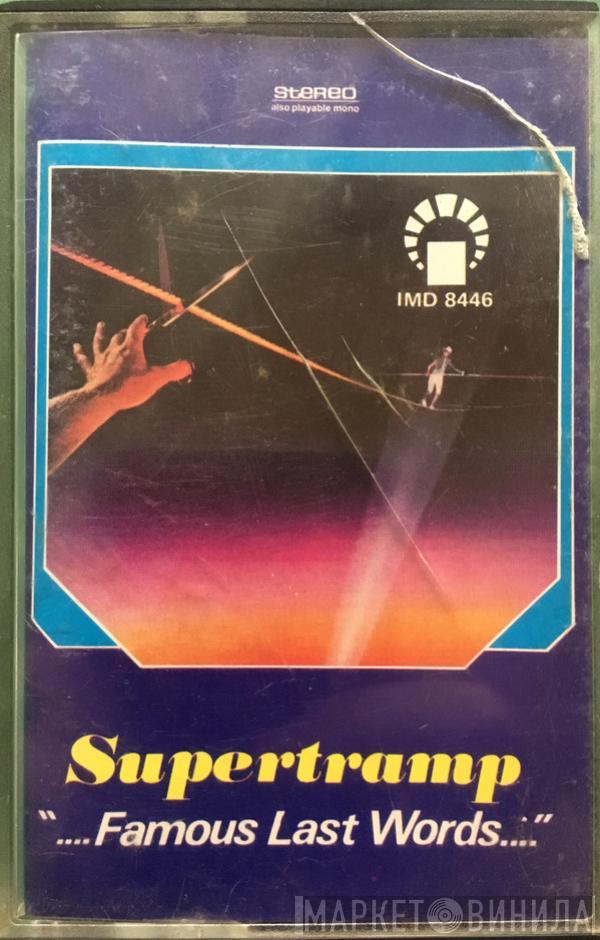 stereo
also playable mono
IMD 8446
Supertramp
"....Famous Last Words...."
МАРКЕТ ВИНИЛА